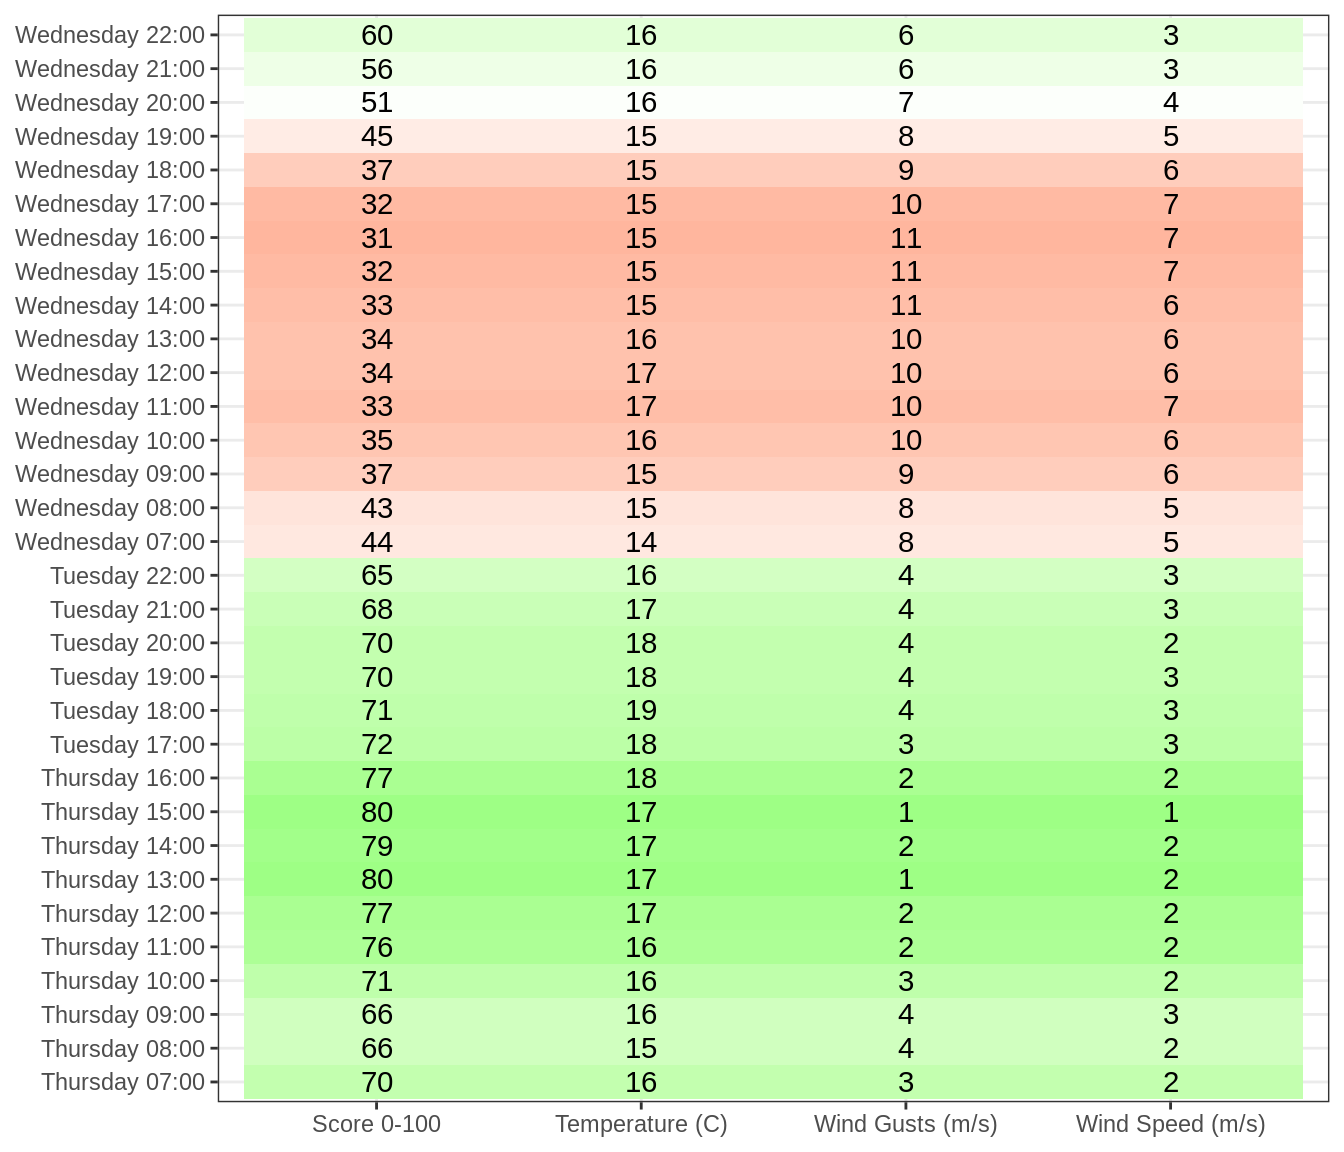 Wednesday 22:00 60 16 6 3
Wednesday 21:00 56 16 6 3
Wednesday 20:00 51 16 7 4
Wednesday 19:00 45 15 8 5
Wednesday 18:00 37 15 9 6
Wednesday 17:00 32 15 10 7
Wednesday 16:00 31 15 11 7
Wednesday 15:00 32 15 11 7
Wednesday 14:00 33 15 11 6
Wednesday 13:00 34 16 10 6
Wednesday 12:00 34 17 10 6
Wednesday 11:00 33 17 10 7
Wednesday 10:00 35 16 10 6
Wednesday 09:00 37 15 9 6
Wednesday 08:00 43 15 8 5
Wednesday 07:00 44 14 8 5
Tuesday 22:00 65 16 4 3
Tuesday 21:00 68 17 4 3
Tuesday 20:00 70 18 4 2
Tuesday 19:00 70 18 4 3
Tuesday 18:00 71 19 4 3
Tuesday 17:00 72 18 3 3
Thursday 16:00 77 18 2 2
Thursday 15:00 80 17 1 1
Thursday 14:00 79 17 2 2
Thursday 13:00 80 17 1 2
Thursday 12:00 77 17 2 2
Thursday 11:00 76 16 2 2
Thursday 10:00 71 16 3 2
Thursday 09:00 66 16 4 3
Thursday 08:00 66 15 4 2
Thursday 07:00 70 16 3 2
Score 0-100 Temperature (C) Wind Gusts (m/s) Wind Speed (m/s)